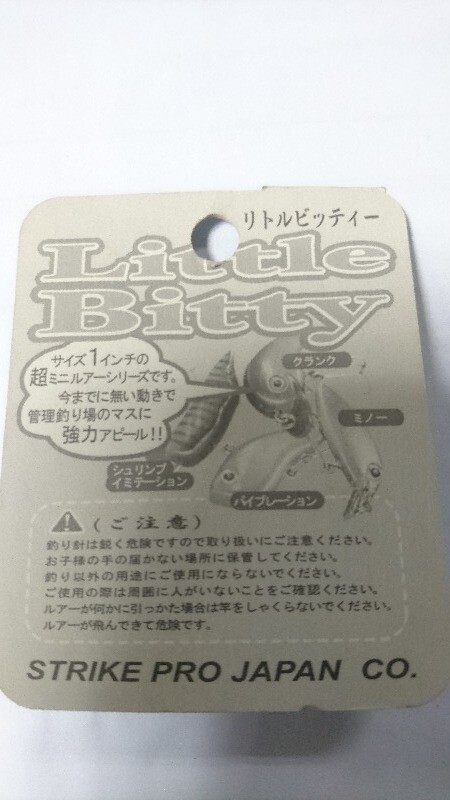 リトルビッティー
Little
Bitty
サイズ1インチの
超ミニルアーシリーズです。
今までに無い動きで
管理釣り場のマスに
強力アピール!!
クランク
ミノー
シュリンプ
イミテーション
バイブレーション
(ご注意)
釣り針は鋭く危険ですので取り扱いにご注意ください。
お子様の手の届かない場所に保管してください。
釣り以外の用途にご使用にならないでください。
ご使用の際は周囲に人がいないことをご確認ください。
ルアーが何かに引っかた場合は竿をしゃくらないでください。
ルアーが飛んできて危険です。
STRIKE PRO JAPAN CO.